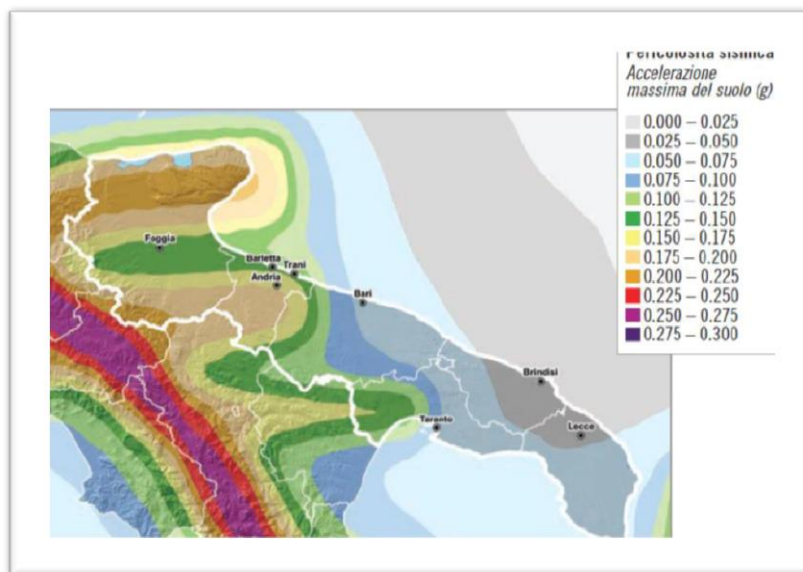 Pericolosità sismica
Accelerazione
massima del suolo (g)
0.000 – 0.025
0.025 – 0.050
0.050 – 0.075
0.075 – 0.100
0.100 – 0.125
0.125 – 0.150
0.150 – 0.175
0.175 – 0.200
0.200 – 0.225
0.225 – 0.250
0.250 – 0.275
0.275 – 0.300
Foggia
Barletta
Trani
Andria
Bari
Brindisi
Taranto
Lecce